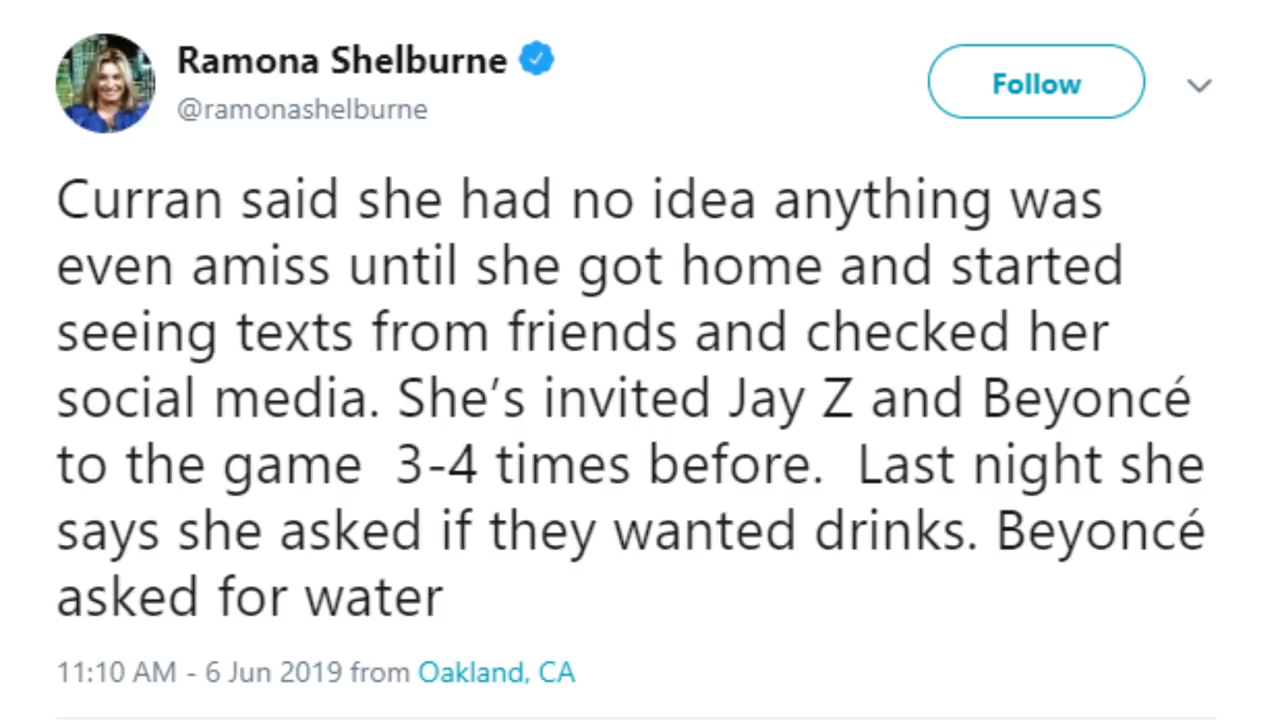 Ramona Shelburne
@ramonashelburne
Follow
Curran said she had no idea anything was
even amiss until she got home and started
seeing texts from friends and checked her
social media. She’s invited Jay Z and Beyoncé
to the game  3-4 times before.  Last night she
says she asked if they wanted drinks. Beyoncé
asked for water
11:10 AM - 6 Jun 2019 from Oakland, CA